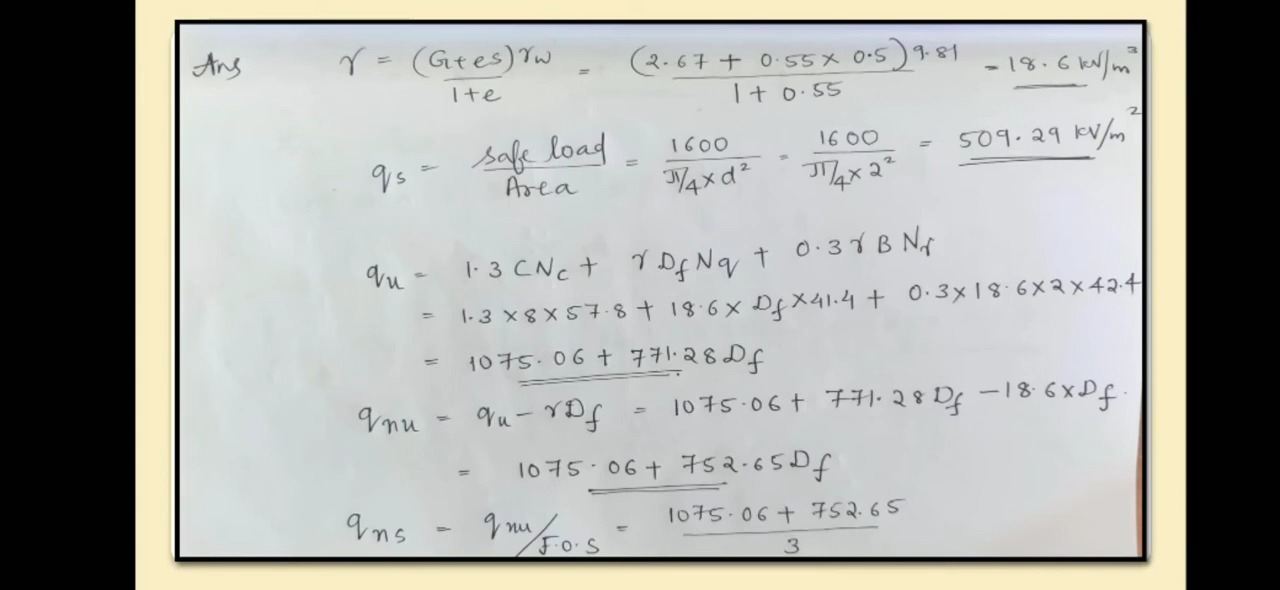 Ans γ = (G+es)γw / 1+e = (2.67 + 0.55 × 0.5) 9.81 / 1 + 0.55 = 18.6 kN/m³
qs = safe load / Area = 1600 / π/4 × d² = 1600 / π/4 × 2² = 509.29 kN/m²
qu = 1.3 CNc + γ Df Nq + 0.3 γ B Nγ
= 1.3 × 8 × 57.8 + 18.6 × Df × 41.4 + 0.3 × 18.6 × 2 × 42.4
= 1075.06 + 771.28 Df
qnu = qu - γDf = 1075.06 + 771.28 Df - 18.6 × Df.
= 1075.06 + 752.65 Df
qns = qnu / F.O.S = 1075.06 + 752.65 / 3